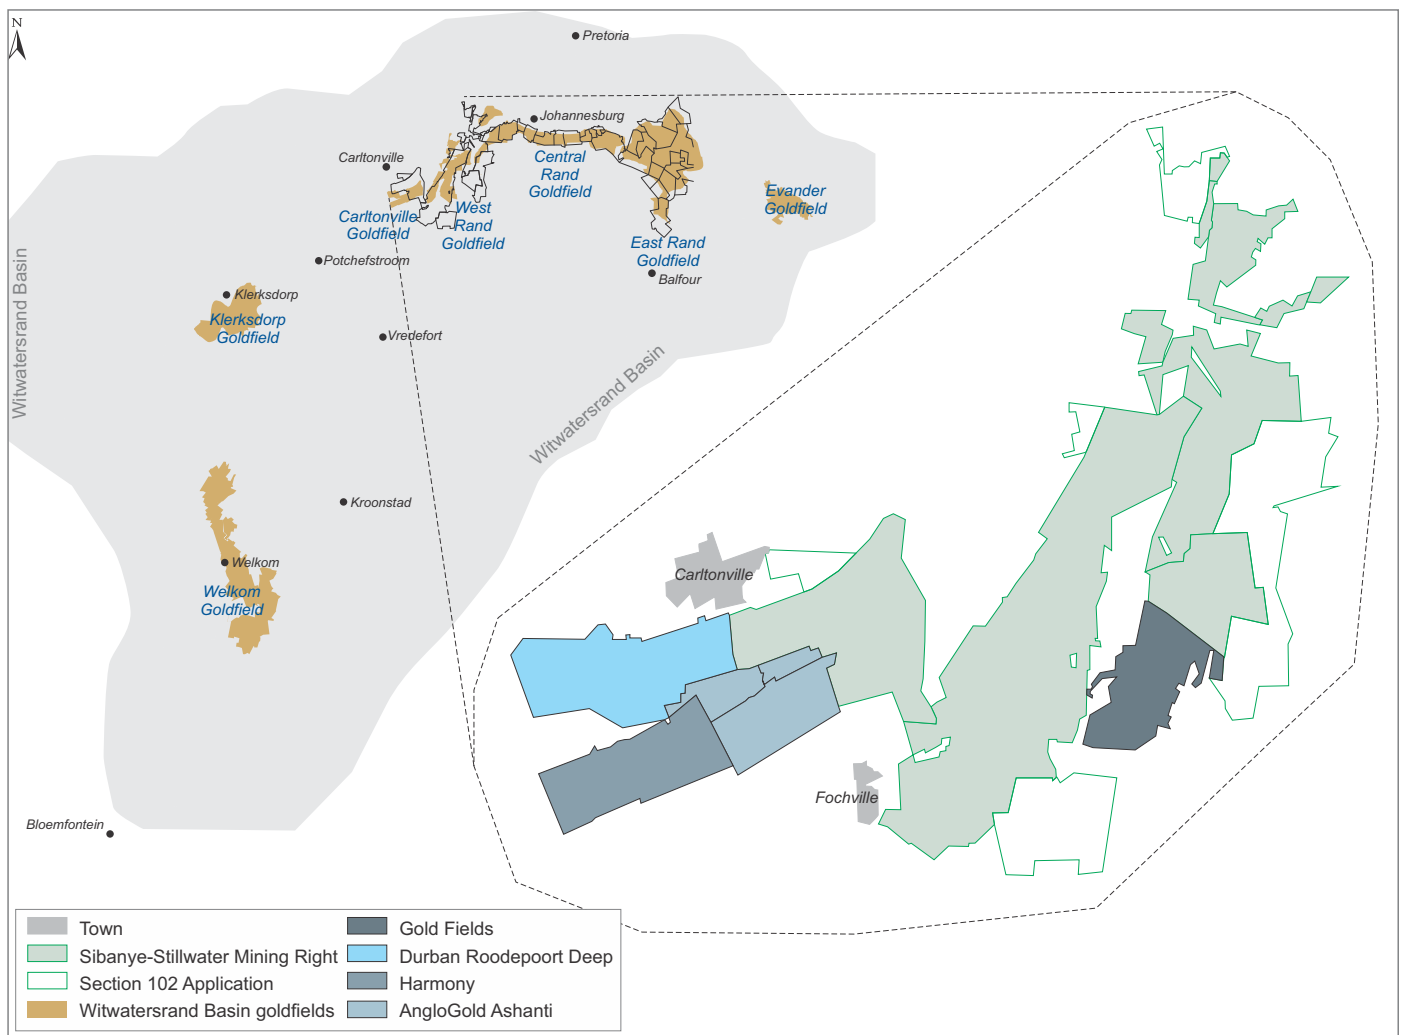 N
Pretoria
Johannesburg
Carltonville
Central
Rand
Goldfield
Evander
Goldfield
West
Rand
Goldfield
Carltonville
Goldfield
East Rand
Goldfield
Balfour
Potchefstroom
Klerksdorp
Klerksdorp
Goldfield
Vredefort
Witwatersrand Basin
Witwatersrand Basin
Kroonstad
Welkom
Welkom
Goldfield
Carltonville
Fochville
Bloemfontein
Town
Sibanye-Stillwater Mining Right
Section 102 Application
Witwatersrand Basin goldfields
Gold Fields
Durban Roodepoort Deep
Harmony
AngloGold Ashanti